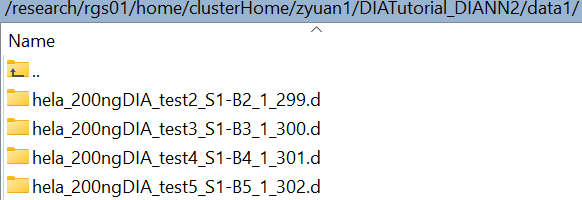 /research/rgs01/home/clusterHome/zyuan1/DIATutorial_DIANN2/data1/
Name
..
hela_200ngDIA_test2_S1-B2_1_299.d
hela_200ngDIA_test3_S1-B3_1_300.d
hela_200ngDIA_test4_S1-B4_1_301.d
hela_200ngDIA_test5_S1-B5_1_302.d